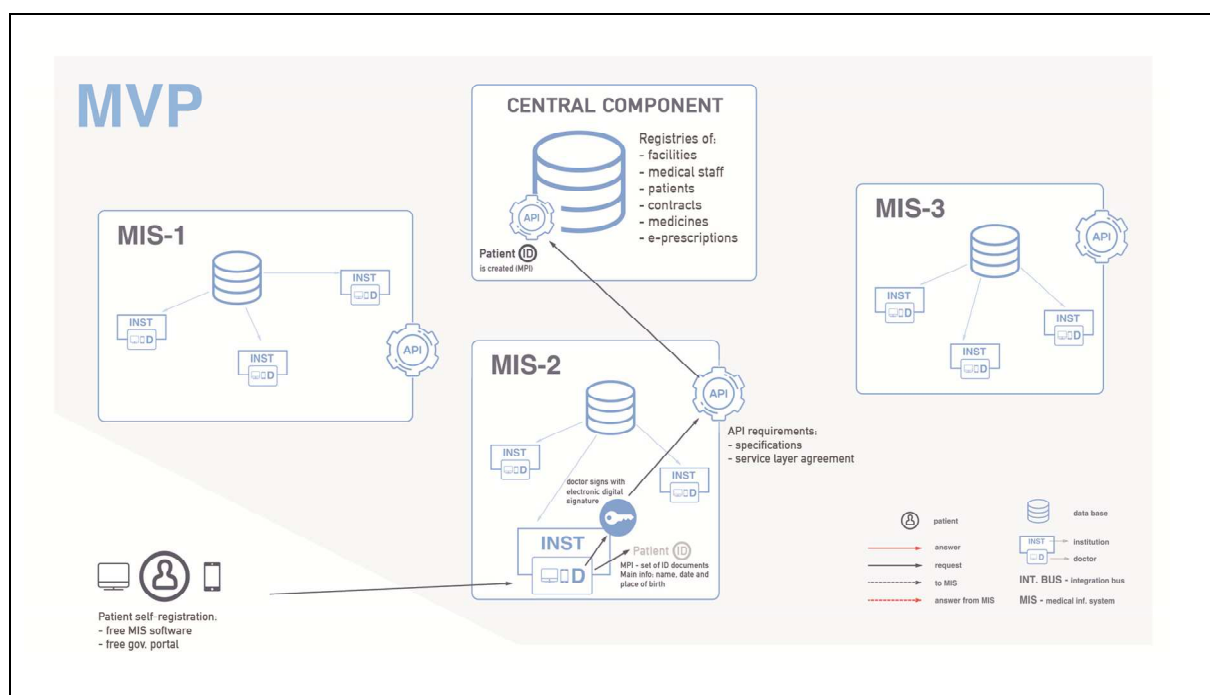 MVP
CENTRAL COMPONENT
Registries of:
- facilities
- medical staff
- patients
- contracts
- medicines
- e-prescriptions
API
Patient ID
is created (MPI)
MIS-1
INST
D
INST
D
INST
D
API
MIS-3
API
INST
D
INST
D
INST
D
MIS-2
API
API requirements:
- specifications
- service layer agreement
INST
D
INST
D
doctor signs with
electronic digital
signature
INST
D
Patient ID
MPI - set of ID documents
Main info: name, date and
place of birth
Patient self-registration:
- free MIS software
- free gov. portal
patient
answer
request
to MIS
answer from MIS
data base
INST institution
D doctor
INT. BUS - integration bus
MIS - medical inf. system